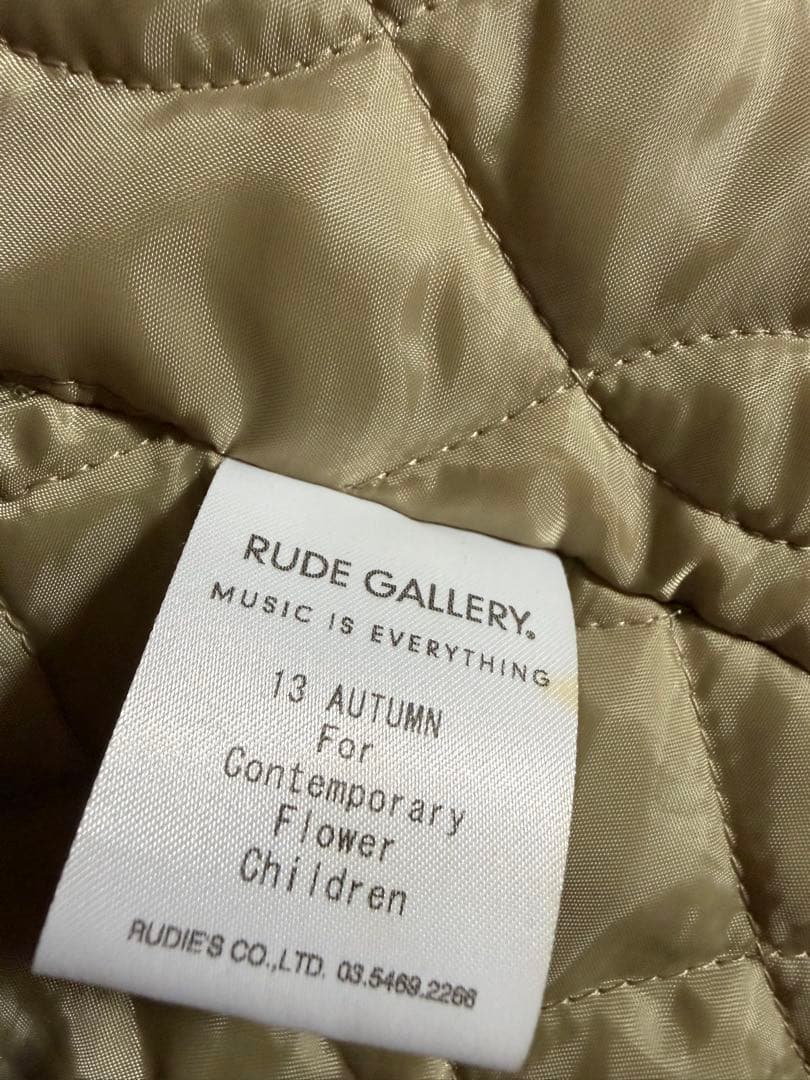 RUDE GALLERY.
MUSIC IS EVERYTHING
13 AUTUMN
For
Contemporary
Flower
Children
RUDIE'S CO.,LTD. 03.5469.2266